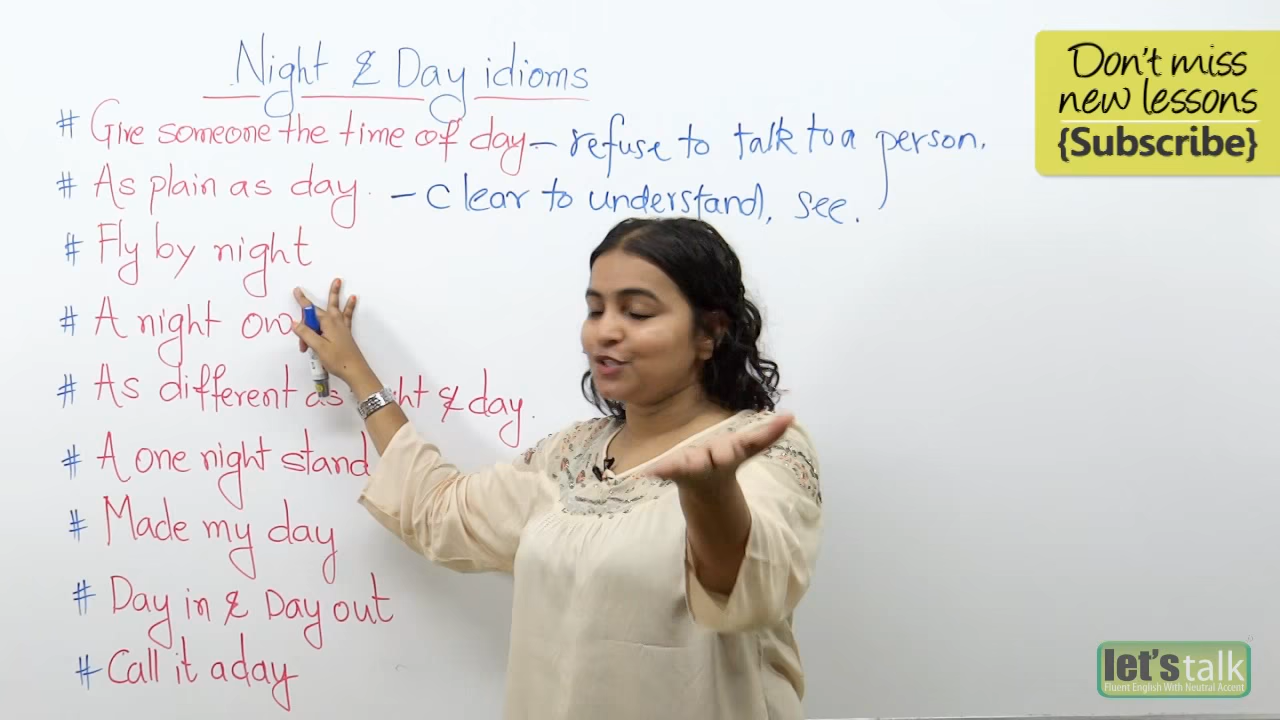 Night & Day idioms
# Give someone the time of day - refuse to talk to a person.
# As plain as day. - clear to understand, see.
# Fly by night
# A night
# As different as & day.
# A one night stand
# Made my day
# Day in & Day out
# Call it a day
Don't miss
new lessons
{Subscribe}
let's talk
Fluent English With Neutral Accent